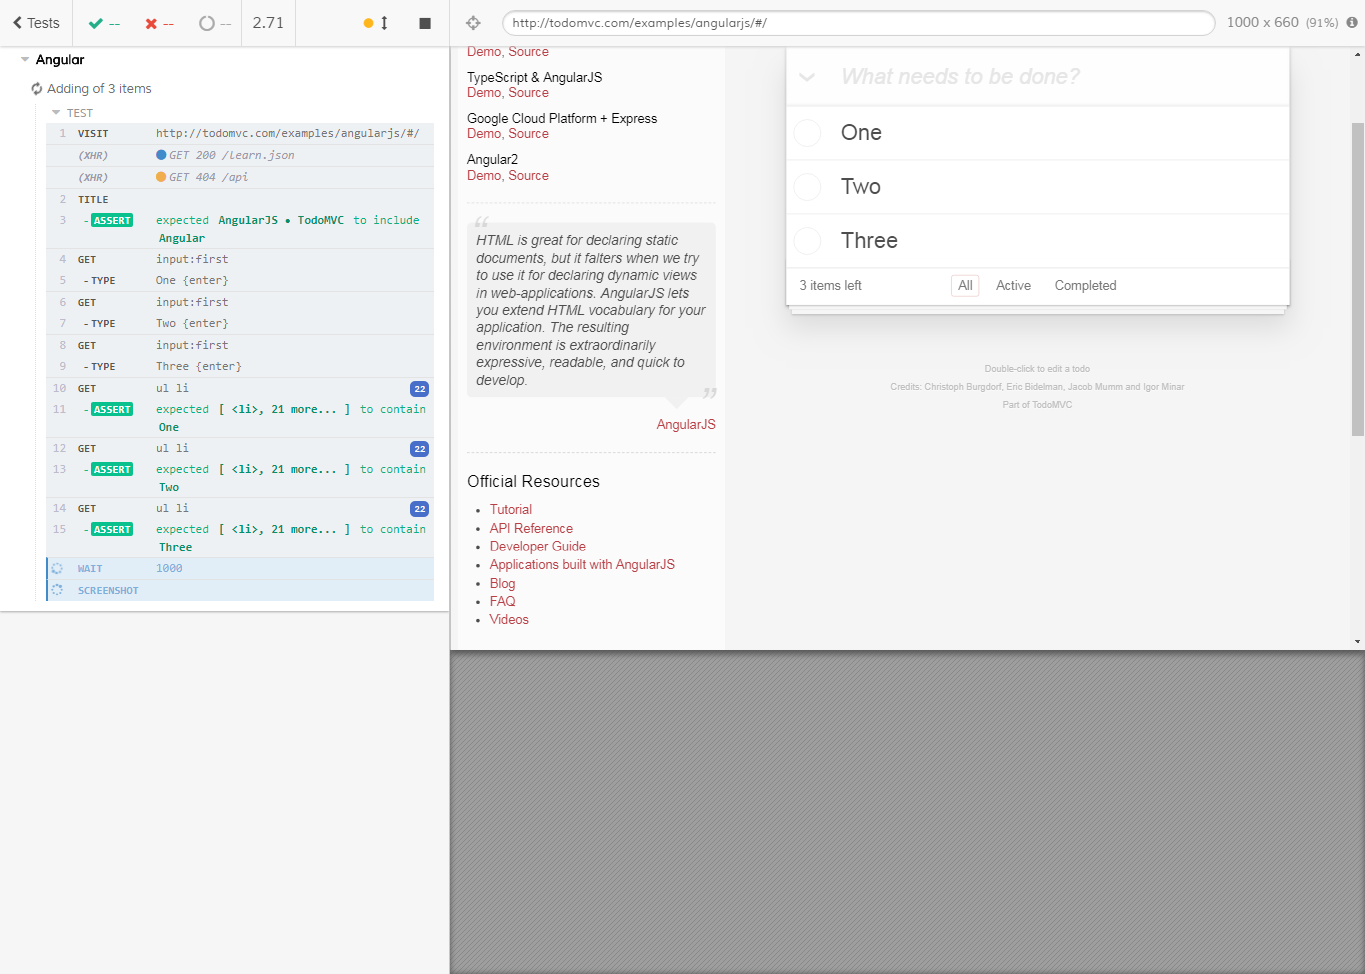 Tests
--
--
--
2.71
Angular
Adding of 3 items
TEST
1 VISIT http://todomvc.com/examples/angularjs/#/
(XHR) GET 200 /learn.json
(XHR) GET 404 /api
2 TITLE
3 - ASSERT expected AngularJS • TodoMVC to include
Angular
4 GET input:first
5 - TYPE One {enter}
6 GET input:first
7 - TYPE Two {enter}
8 GET input:first
9 - TYPE Three {enter}
10 GET ul li 22
11 - ASSERT expected [ <li>, 21 more... ] to contain
One
12 GET ul li 22
13 - ASSERT expected [ <li>, 21 more... ] to contain
Two
14 GET ul li 22
15 - ASSERT expected [ <li>, 21 more... ] to contain
Three
WAIT 1000
SCREENSHOT
http://todomvc.com/examples/angularjs/#/
1000 x 660 (91%)
Demo, Source
TypeScript & AngularJS
Demo, Source
Google Cloud Platform + Express
Demo, Source
Angular2
Demo, Source
“
HTML is great for declaring static
documents, but it falters when we try
to use it for declaring dynamic views
in web-applications. AngularJS lets
you extend HTML vocabulary for your
application. The resulting
environment is extraordinarily
expressive, readable, and quick to
develop.
”
AngularJS
Official Resources
• Tutorial
• API Reference
• Developer Guide
• Applications built with AngularJS
• Blog
• FAQ
• Videos
What needs to be done?
One
Two
Three
3 items left All Active Completed
Double-click to edit a todo
Credits: Christoph Burgdorf, Eric Bidelman, Jacob Mumm and Igor Minar
Part of TodoMVC